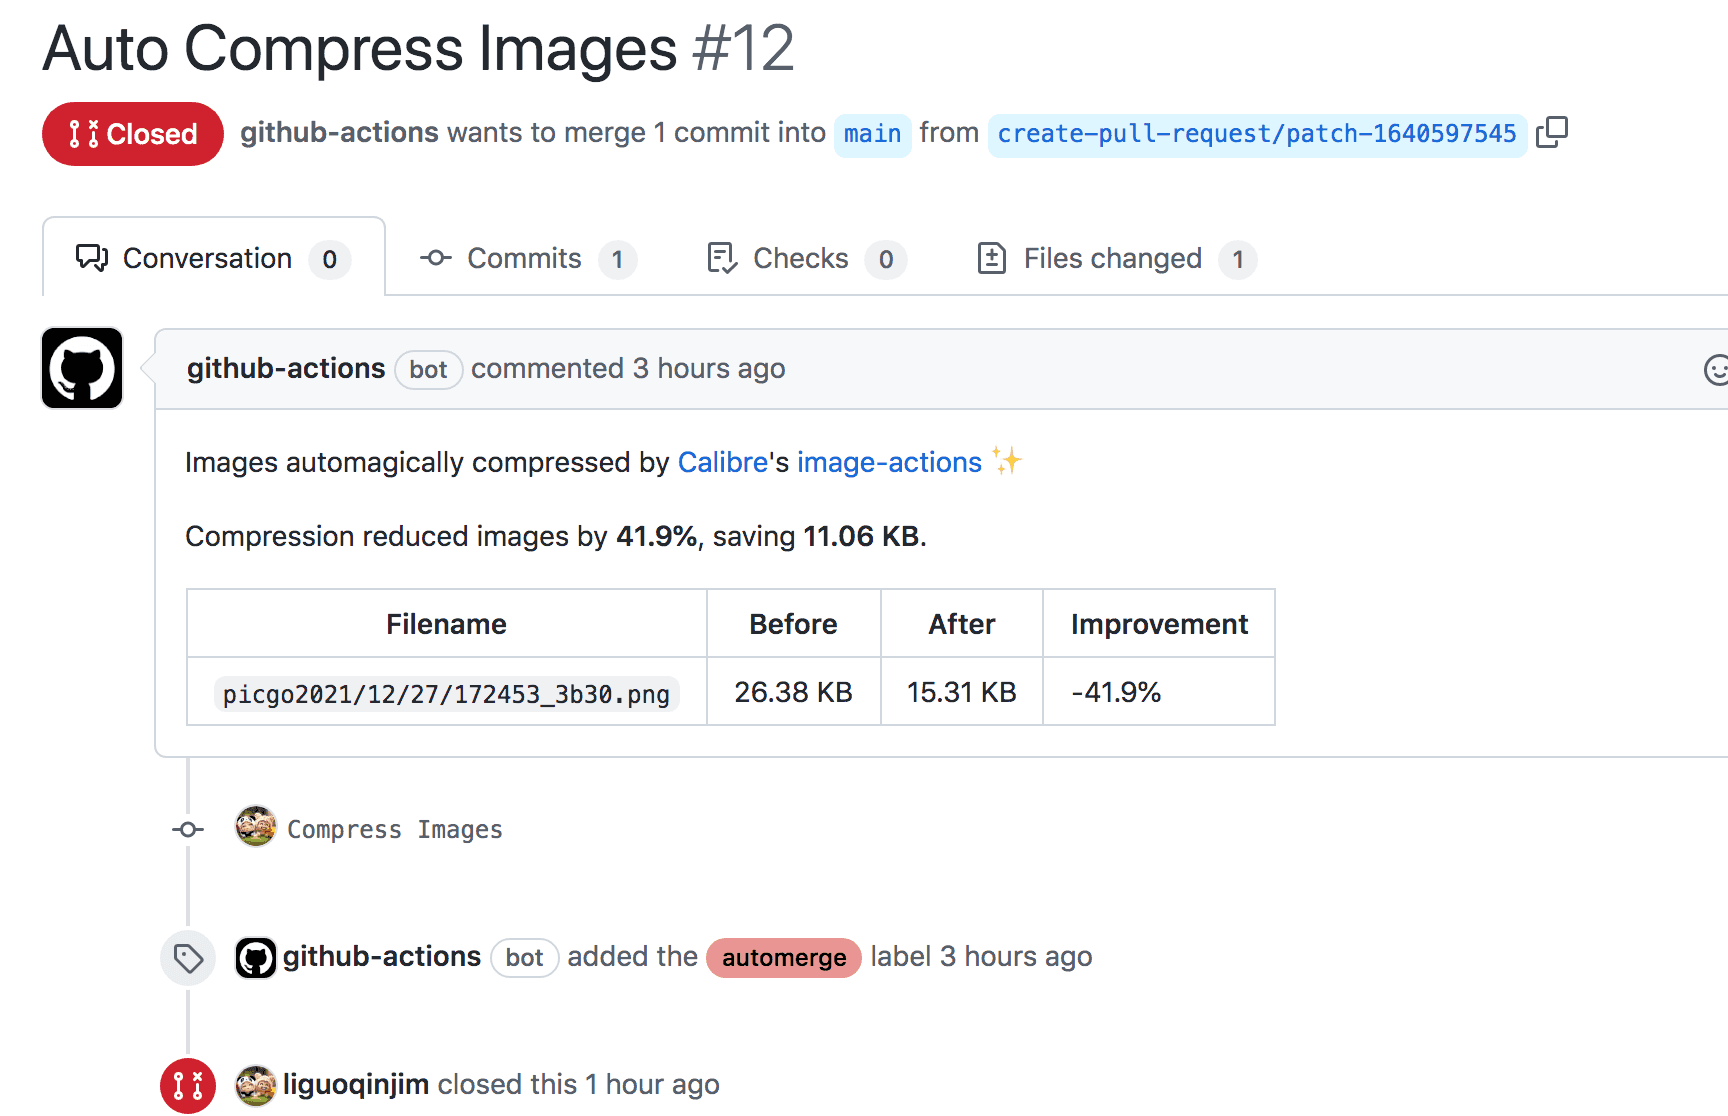 Auto Compress Images #12
Closed github-actions wants to merge 1 commit into main from create-pull-request/patch-1640597545
Conversation 0 Commits 1 Checks 0 Files changed 1
github-actions bot commented 3 hours ago
Images automagically compressed by Calibre's image-actions ✨
Compression reduced images by 41.9%, saving 11.06 KB.
Filename Before After Improvement
picgo2021/12/27/172453_3b30.png 26.38 KB 15.31 KB -41.9%
Compress Images
github-actions bot added the automerge label 3 hours ago
liguoqinjim closed this 1 hour ago